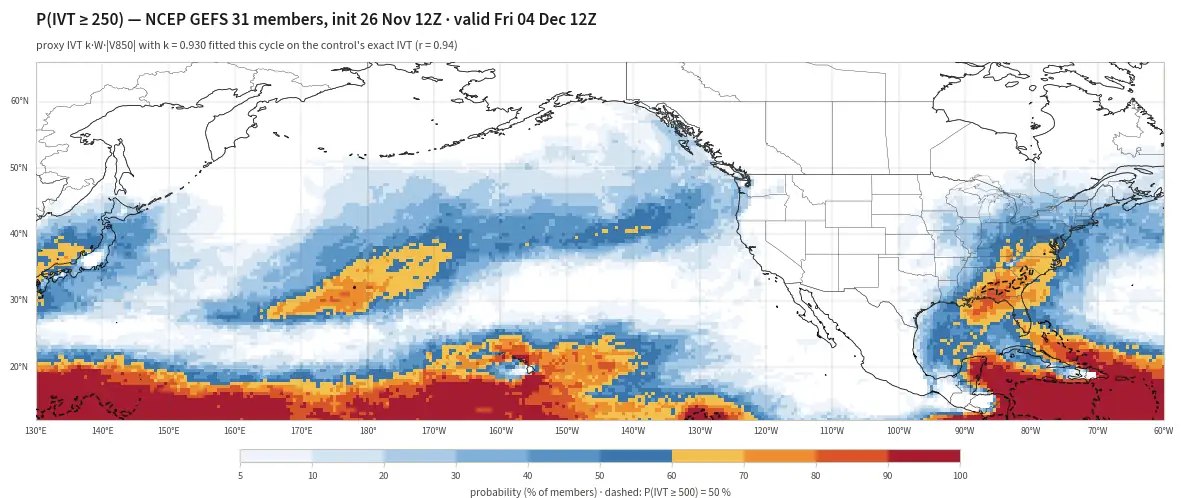 P(IVT ≥ 250) — NCEP GEFS 31 members, init 26 Nov 12Z · valid Fri 04 Dec 12Z
proxy IVT k·W·|V850| with k = 0.930 fitted this cycle on the control's exact IVT (r = 0.94)
60°N
50°N
40°N
30°N
20°N
130°E 140°E 150°E 160°E 170°E 180° 170°W 160°W 150°W 140°W 130°W 120°W 110°W 100°W 90°W 80°W 70°W 60°W
5 10 20 30 40 50 60 70 80 90 100
probability (% of members) · dashed: P(IVT ≥ 500) = 50 %